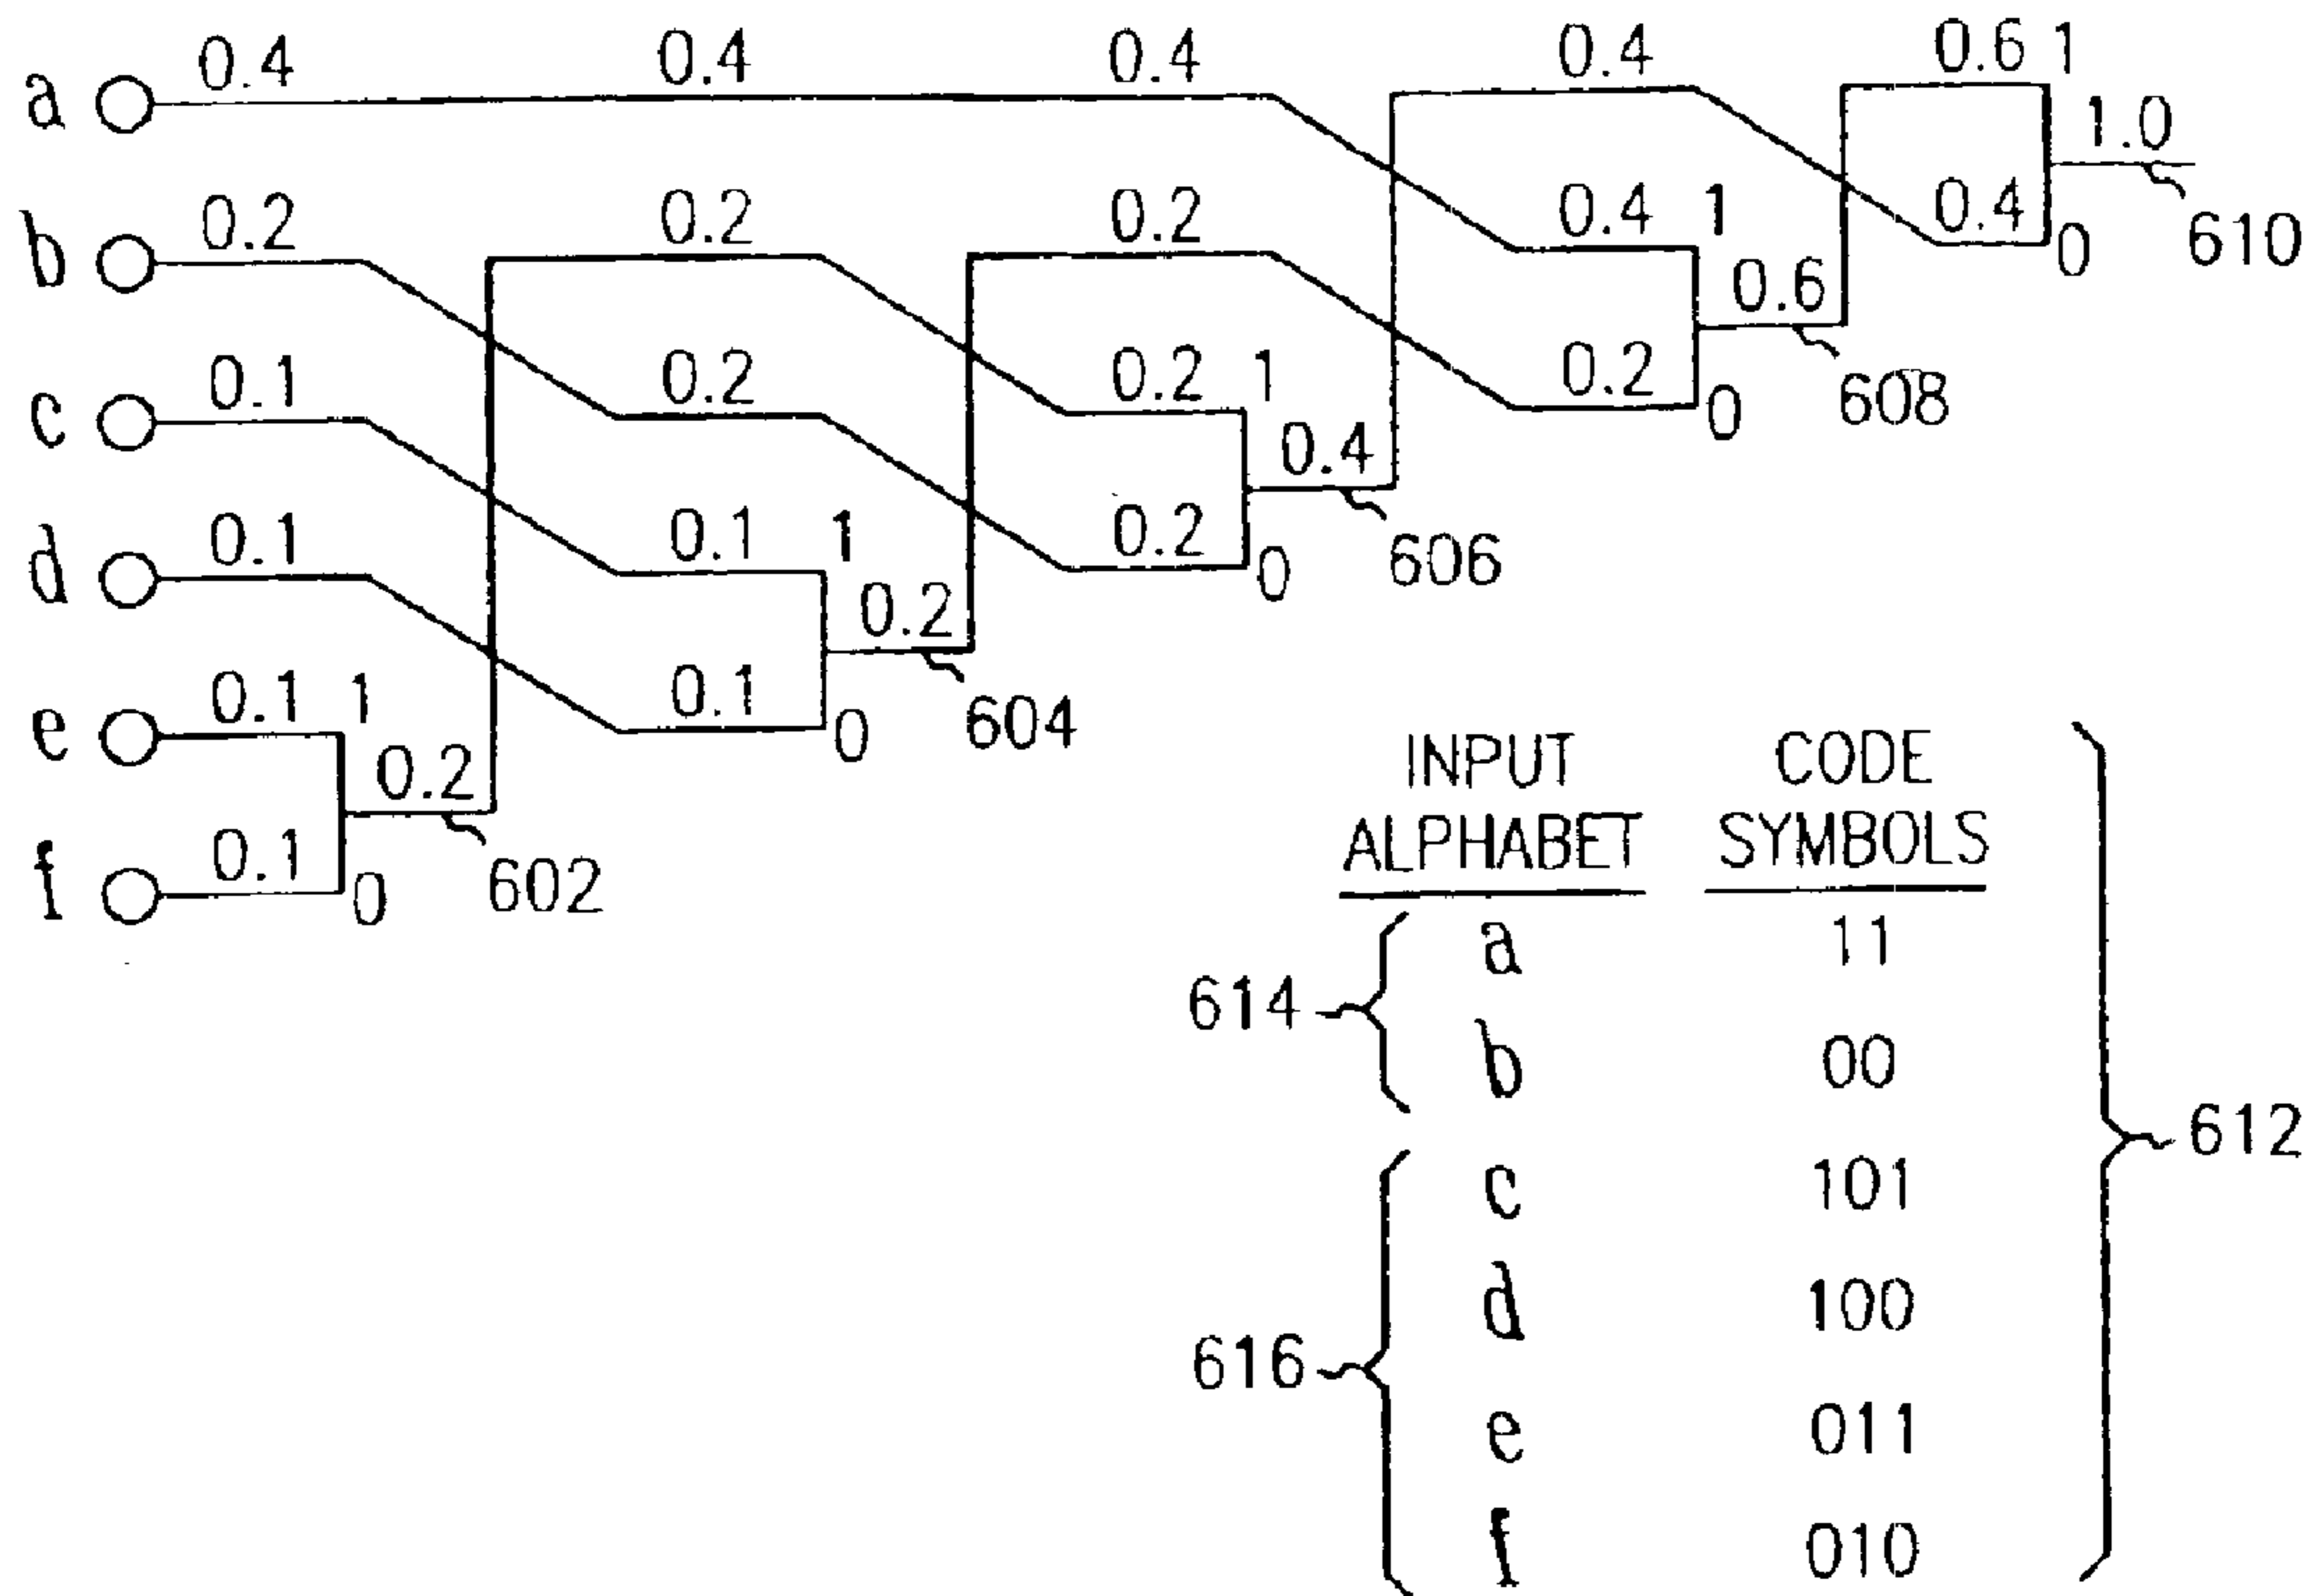 a 0.4 0.4 0.4 0.4 0.6 1
1.0
b 0.2 0.2 0.2 0.4 1 0.4 0 610
0.6
c 0.1 0.2 0.2 1 0.2 0 608
0.4
d 0.1 0.1 1 0.2 0 606
0.2
e 0.1 1 0.1 0 604
0.2
f 0.1 0 602
INPUT CODE
ALPHABET SYMBOLS
a 11
614
b 00
612
c 101
d 100
616
e 011
f 010